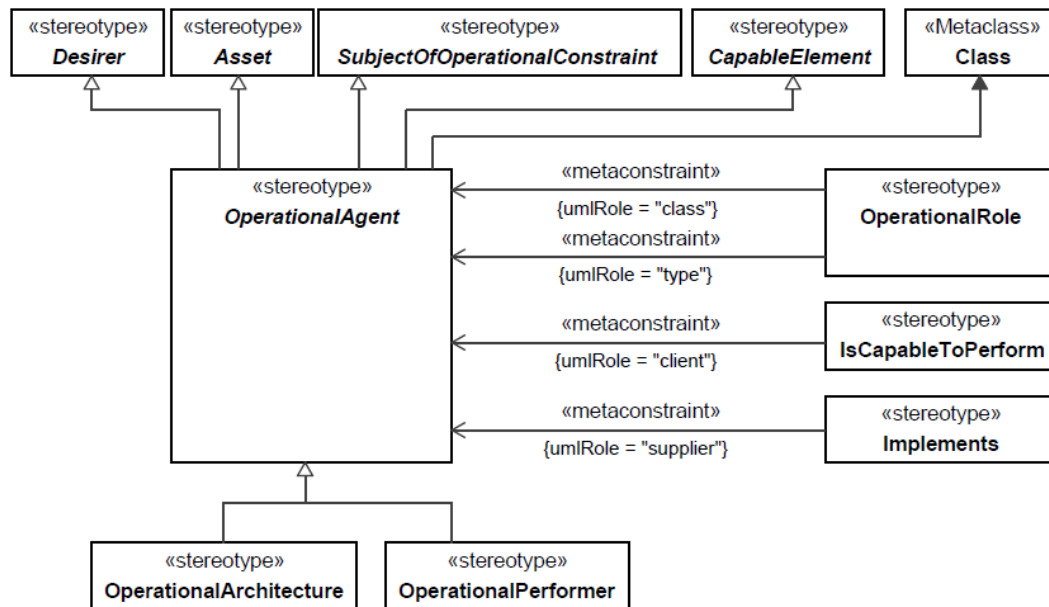 «stereotype»
Desirer
«stereotype»
Asset
«stereotype»
SubjectOfOperationalConstraint
«stereotype»
CapableElement
«Metaclass»
Class
«stereotype»
OperationalAgent
«metaconstraint»
{umlRole = "class"}
«metaconstraint»
{umlRole = "type"}
«stereotype»
OperationalRole
«metaconstraint»
{umlRole = "client"}
«stereotype»
IsCapableToPerform
«metaconstraint»
{umlRole = "supplier"}
«stereotype»
Implements
«stereotype»
OperationalArchitecture
«stereotype»
OperationalPerformer